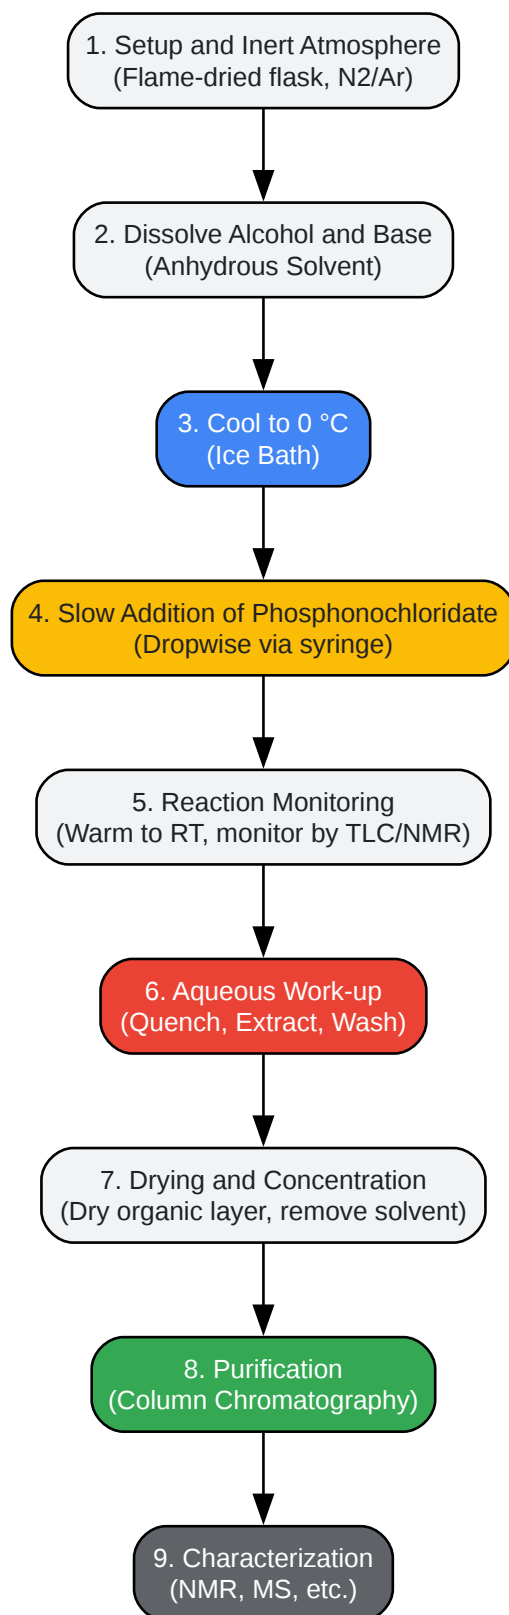 1. Setup and Inert Atmosphere
(Flame-dried flask, N2/Ar)
2. Dissolve Alcohol and Base
(Anhydrous Solvent)
3. Cool to 0 °C
(Ice Bath)
4. Slow Addition of Phosphonochloridate
(Dropwise via syringe)
5. Reaction Monitoring
(Warm to RT, monitor by TLC/NMR)
6. Aqueous Work-up
(Quench, Extract, Wash)
7. Drying and Concentration
(Dry organic layer, remove solvent)
8. Purification
(Column Chromatography)
9. Characterization
(NMR, MS, etc.)